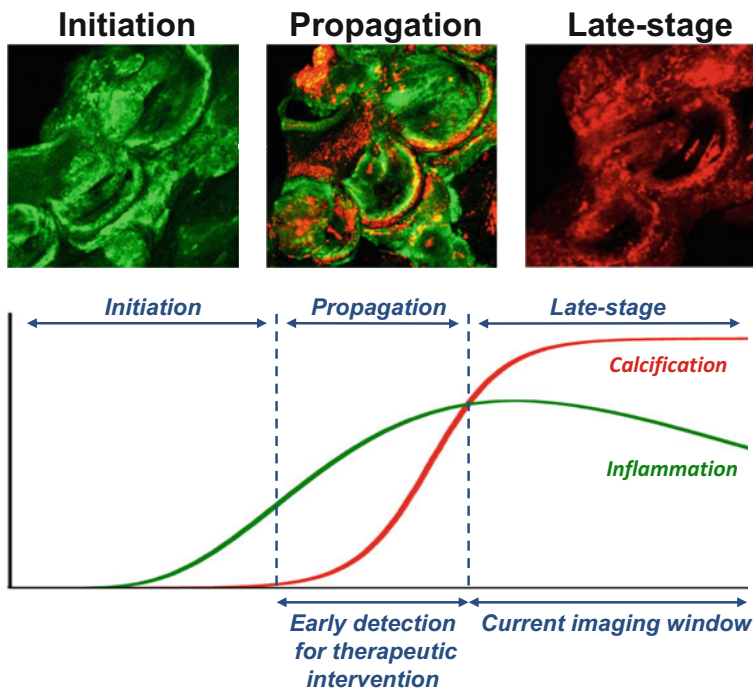 Initiation
Propagation
Late-stage
Initiation
Propagation
Late-stage
Calcification
Inflammation
Early detection
for therapeutic
intervention
Current imaging window